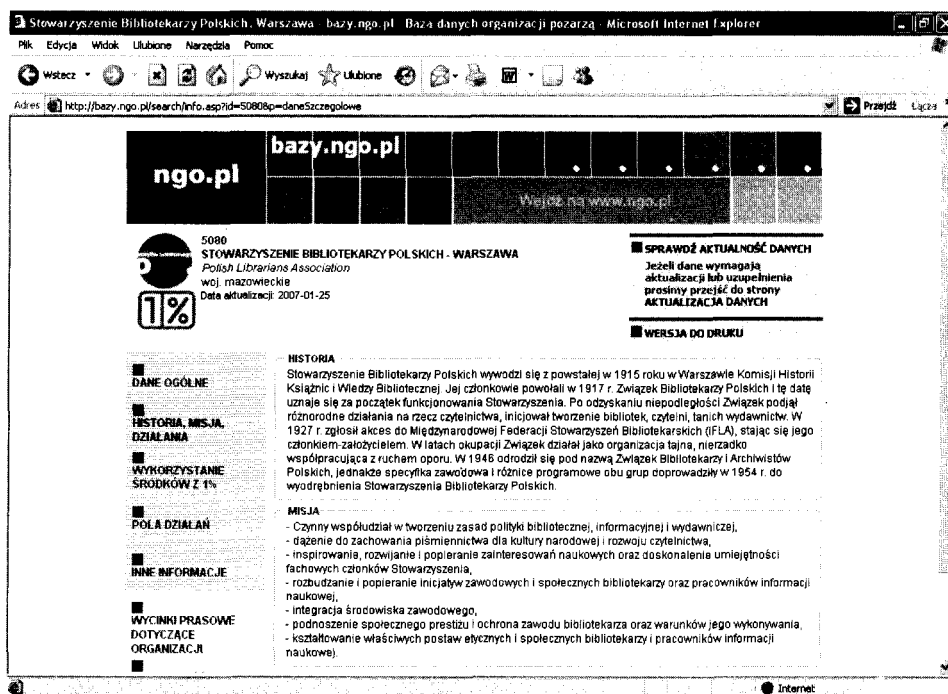 Stowarzyszenie Bibliotekarzy Polskich, Warszawa - bazy.ngo.pl - Baza danych organizacji pozarzą - Microsoft Internet Explorer
Plik Edycja Widok Ulubione Narzędzia Pomoc
Wstecz Wyszukaj Ulubione
Adres http://bazy.ngo.pl/search/info.asp?id=5080&p=daneSzczegolowe Przejdź Łącza
ngo.pl
bazy.ngo.pl
Wejdź na www.ngo.pl
5080
STOWARZYSZENIE BIBLIOTEKARZY POLSKICH - WARSZAWA
Polish Librarians Association
woj. mazowieckie
Data aktualizacji: 2007-01-25
1%
SPRAWDŹ AKTUALNOŚĆ DANYCH
Jeżeli dane wymagają
aktualizacji lub uzupełnienia
prosimy przejść do strony
AKTUALIZACJA DANYCH
WERSJA DO DRUKU
DANE OGÓLNE
HISTORIA, MISJA,
DZIAŁANIA
WYKORZYSTANIE
ŚRODKÓW Z 1%
POLA DZIAŁAŃ
INNE INFORMACJE
WYCINKI PRASOWE
DOTYCZĄCE
ORGANIZACJI
HISTORIA
Stowarzyszenie Bibliotekarzy Polskich wywodzi się z powstałej w 1915 roku w Warszawie Komisji Historii
Książnic i Wiedzy Bibliotecznej. Jej członkowie powołali w 1917 r. Związek Bibliotekarzy Polskich i tę datę
uznaje się za początek funkcjonowania Stowarzyszenia. Po odzyskaniu niepodległości Związek podjął
różnorodne działania na rzecz czytelnictwa, inicjował tworzenie bibliotek, czytelni, tanich wydawnictw. W
1927 r. zgłosił akces do Międzynarodowej Federacji Stowarzyszeń Bibliotekarskich (iFLA), stając się jego
członkiem-założycielem. W latach okupacji Związek działał jako organizacja tajna, nierzadko
współpracująca z ruchem oporu. W 1946 odrodził się pod nazwą Związek Bibliotekarzy i Archiwistów
Polskich, jednakże specyfika zawodowa i różnice programowe obu grup doprowadziły w 1954 r. do
wyodrębnienia Stowarzyszenia Bibliotekarzy Polskich.
MISJA
- Czynny współudział w tworzeniu zasad polityki bibliotecznej, informacyjnej i wydawniczej,
- dążenie do zachowania piśmiennictwa dla kultury narodowej i rozwoju czytelnictwa,
- inspirowanie, rozwijanie i popieranie zainteresowań naukowych oraz doskonalenie umiejętności
fachowych członków Stowarzyszenia,
- rozbudzanie i popieranie inicjatyw zawodowych i społecznych bibliotekarzy oraz pracowników informacji
naukowej,
- integracja środowiska zawodowego,
- podnoszenie społecznego prestiżu i ochrona zawodu bibliotekarza oraz warunków jego wykonywania,
- kształtowanie właściwych postaw etycznych i społecznych bibliotekarzy i pracowników informacji
naukowej.
Internet